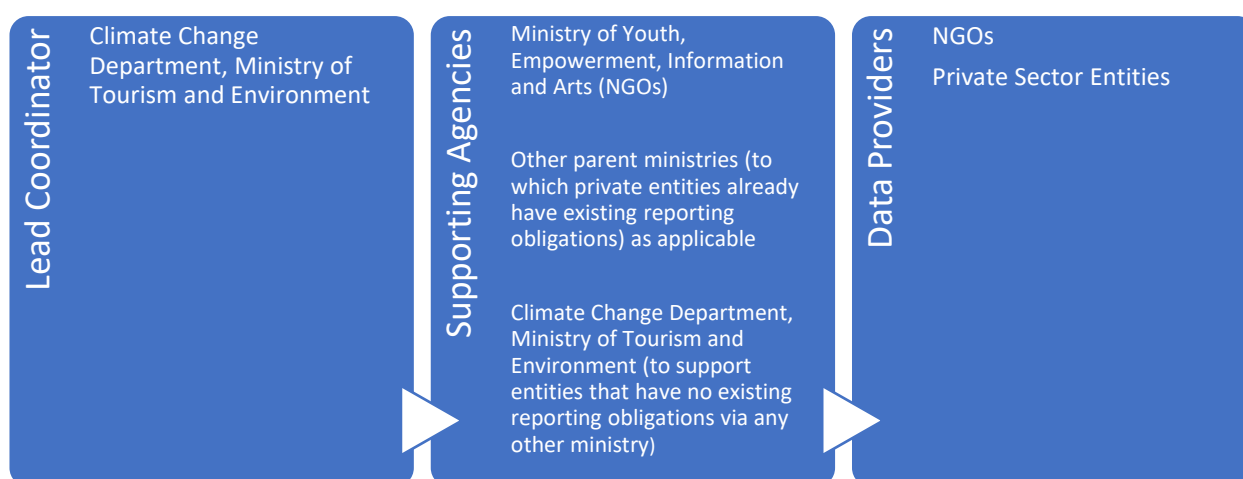 Lead Coordinator
Climate Change
Department, Ministry of
Tourism and Environment
Supporting Agencies
Ministry of Youth,
Empowerment, Information
and Arts (NGOs)
Other parent ministries (to
which private entities already
have existing reporting
obligations) as applicable
Climate Change Department,
Ministry of Tourism and
Environment (to support
entities that have no existing
reporting obligations via any
other ministry)
Data Providers
NGOs
Private Sector Entities